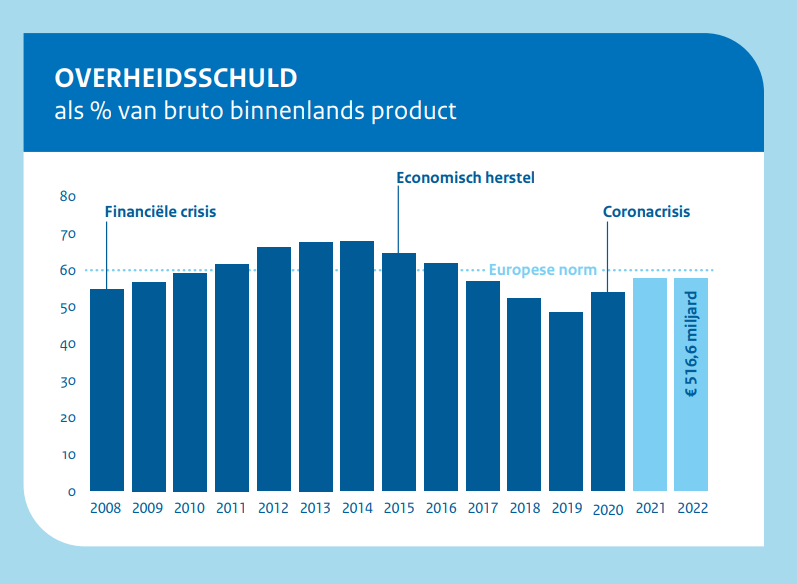 OVERHEIDSSCHULD
als % van bruto binnenlands product
Economisch herstel
Financiële crisis
Coronacrisis
80
70
60
Europese norm
50
40
30
20
10
0
€ 516,6 miljard
2008 2009 2010 2011 2012 2013 2014 2015 2016 2017 2018 2019 2020 2021 2022